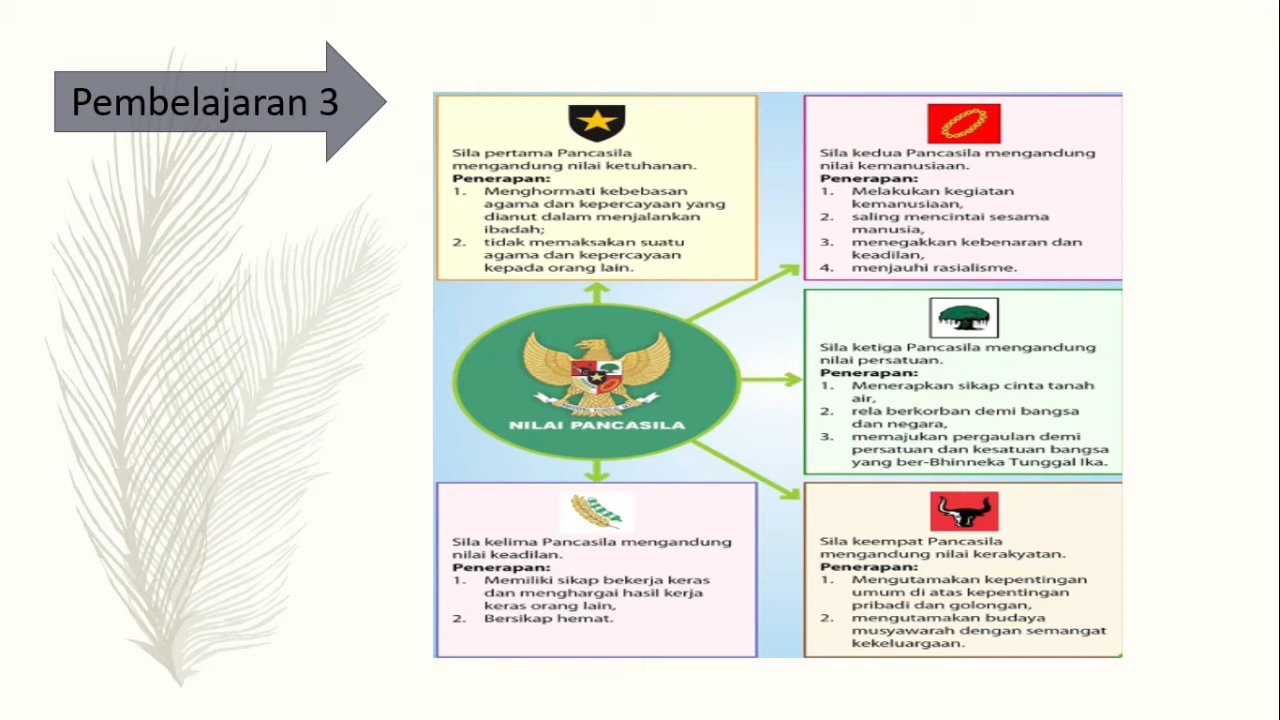 Pembelajaran 3
Sila pertama Pancasila
mengandung nilai ketuhanan.
Penerapan:
1. Menghormati kebebasan
agama dan kepercayaan yang
dianut dalam menjalankan
ibadah;
2. tidak memaksakan suatu
agama dan kepercayaan
kepada orang lain.
Sila kedua Pancasila mengandung
nilai kemanusiaan.
Penerapan:
1. Melakukan kegiatan
kemanusiaan,
2. saling mencintai sesama
manusia,
3. menegakkan kebenaran dan
keadilan,
4. menjauhi rasialisme.
NILAI PANCASILA
Sila ketiga Pancasila mengandung
nilai persatuan.
Penerapan:
1. Menerapkan sikap cinta tanah
air,
2. rela berkorban demi bangsa
dan negara,
3. memajukan pergaulan demi
persatuan dan kesatuan bangsa
yang ber-Bhinneka Tunggal Ika.
Sila kelima Pancasila mengandung
nilai keadilan.
Penerapan:
1. Memiliki sikap bekerja keras
dan menghargai hasil kerja
keras orang lain,
2. Bersikap hemat.
Sila keempat Pancasila
mengandung nilai kerakyatan.
Penerapan:
1. Mengutamakan kepentingan
umum di atas kepentingan
pribadi dan golongan,
2. mengutamakan budaya
musyawarah dengan semangat
kekeluargaan.